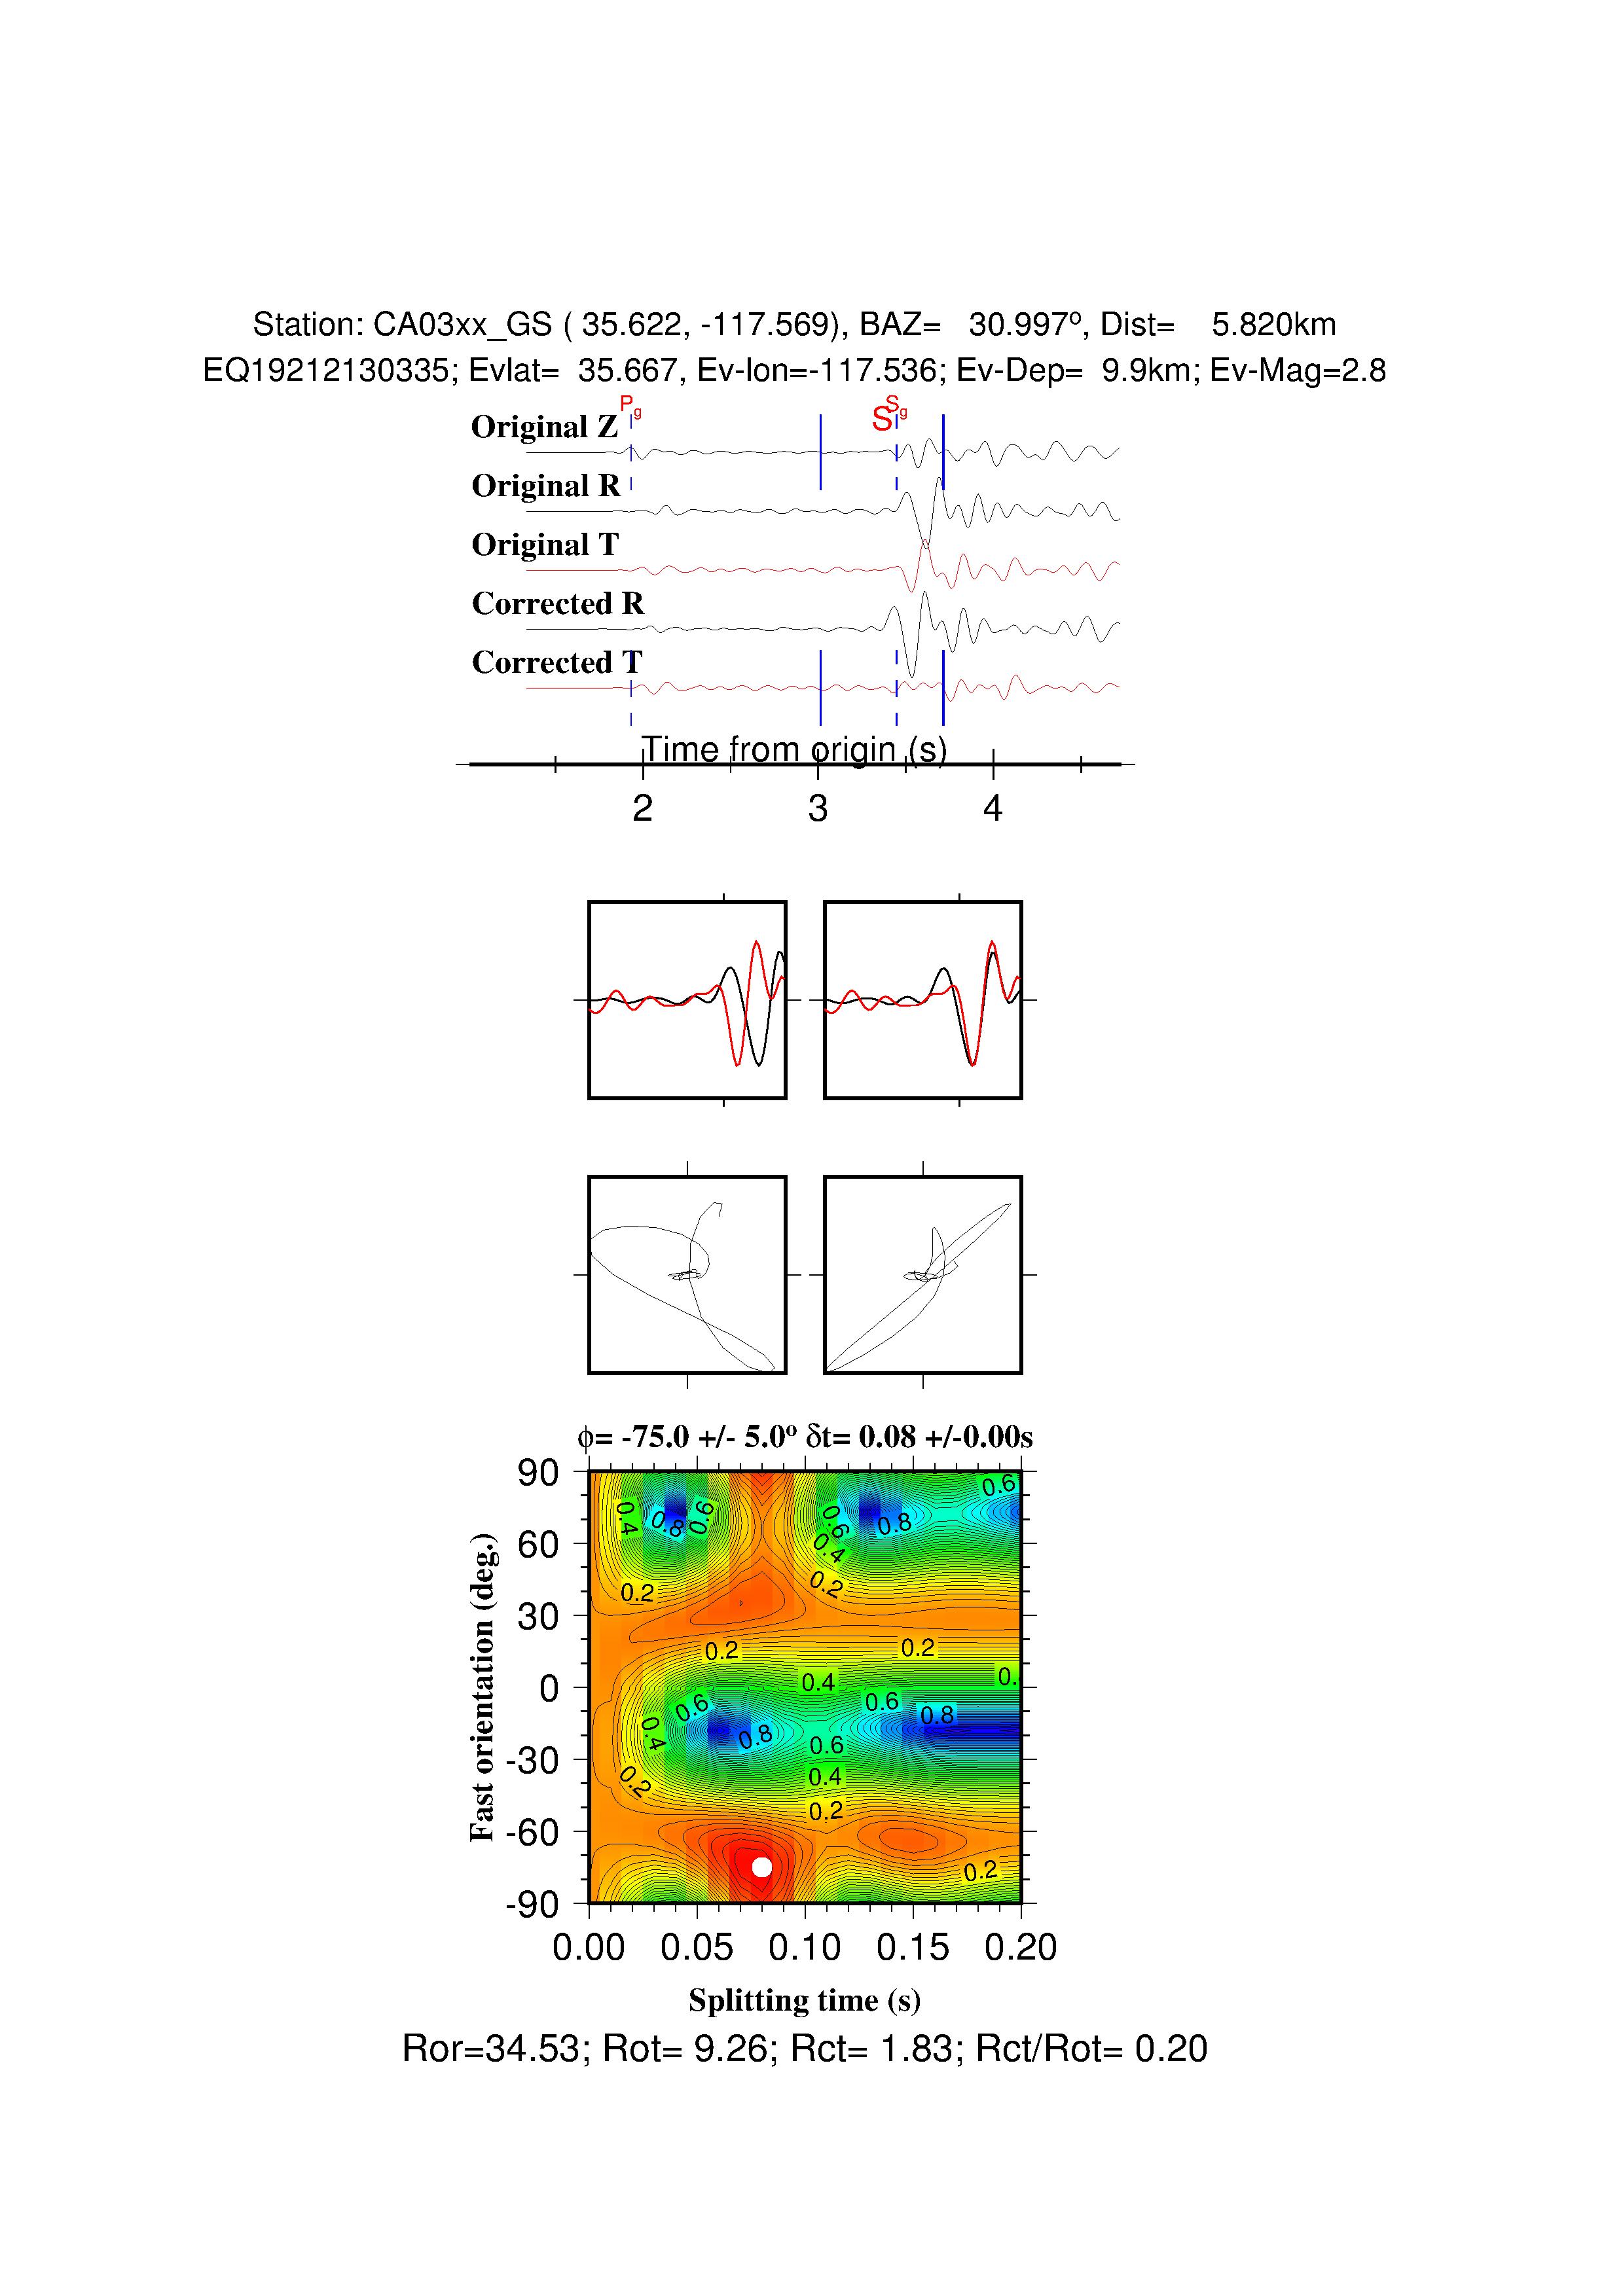 Station: CA03xx_GS ( 35.622, -117.569), BAZ= 30.997º, Dist= 5.820km
EQ19212130335; Evlat= 35.667, Ev-lon=-117.536; Ev-Dep= 9.9km; Ev-Mag=2.8
Pg
S
Sg
Original Z
Original R
Original T
Corrected R
Corrected T
Time from origin (s)
2 3 4
ϕ= -75.0 +/- 5.0º δt= 0.08 +/-0.00s
Fast orientation (deg.)
90
60
30
0
-30
-60
-90
0.4 0.8 0.6 0.6 0.8 0.6
0.4
0.2 0.2
0.2 0.2
0.4 0.
0.6 0.6 0.8
0.4 0.8 0.6
0.2 0.4
0.2
0.2
0.00 0.05 0.10 0.15 0.20
Splitting time (s)
Ror=34.53; Rot= 9.26; Rct= 1.83; Rct/Rot= 0.20